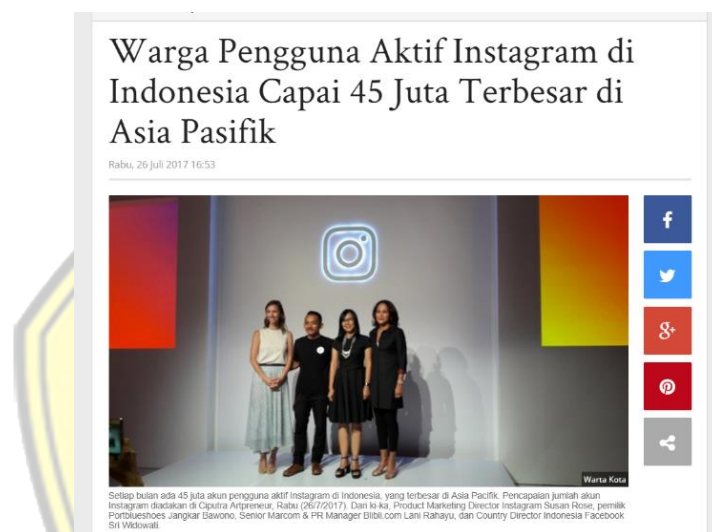 Warga Pengguna Aktif Instagram di
Indonesia Capai 45 Juta Terbesar di
Asia Pasifik
Rabu, 26 Juli 2017 16:53
f
g+
Warta Kota
Setiap bulan ada 45 juta akun pengguna aktif Instagram di Indonesia, yang terbesar di Asia Pasifik. Pencapaian jumlah akun
Instagram diadakan di Ciputra Artpreneur, Rabu (26/7/2017). Dari ki-ka, Product Marketing Director Instagram Susan Rose, pemilik
Portblueshoes Jangkar Bawono, Senior Marcom & PR Manager Blibli.com Lani Rahayu, dan Country Director Indonesia Facebook
Sri Widowati.